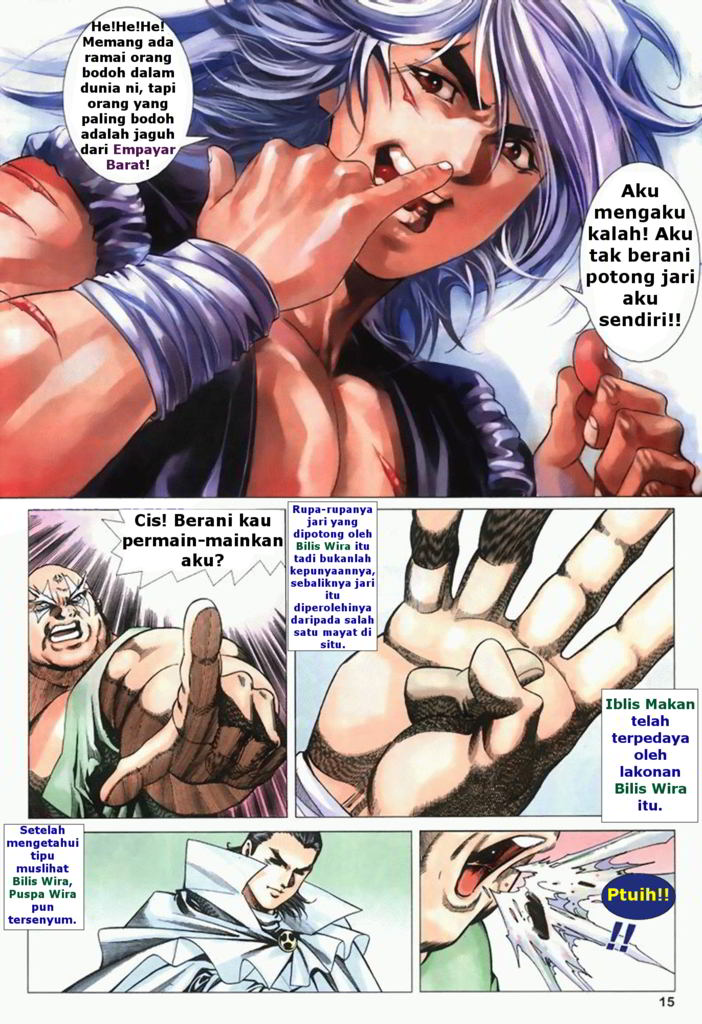 He!He!He!
Memang ada
ramai orang
bodoh dalam
dunia ni, tapi
orang yang
paling bodoh
adalah jaguh
dari Empayar
Barat!
Aku
mengaku
kalah! Aku
tak berani
potong jari
aku
sendiri!!
Cis! Berani kau
permain-mainkan
aku?
Rupa-rupanya
jari yang
dipotong oleh
Bilis Wira itu
tadi bukanlah
kepunyaannya,
sebaliknya jari
itu
diperolehinya
daripada salah
satu mayat di
situ.
Iblis Makan
telah
terpedaya
oleh
lakonan
Bilis Wira
itu.
Setelah
mengetahui
tipu
muslihat
Bilis Wira,
Puspa Wira
pun
tersenyum.
Ptuih!!
!!
15